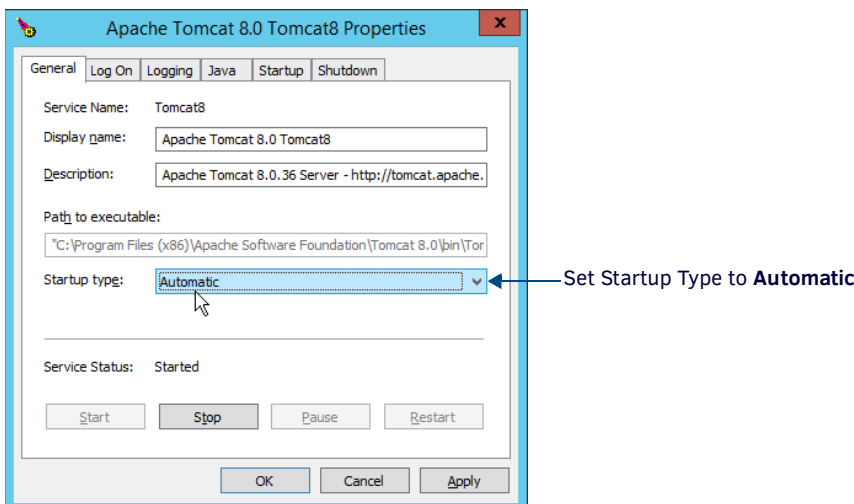 Apache Tomcat 8.0 Tomcat8 Properties
x
General Log On Logging Java Startup Shutdown
Service Name: Tomcat8
Display name: Apache Tomcat 8.0 Tomcat8
Description: Apache Tomcat 8.0.36 Server - http://tomcat.apache.
Path to executable:
"C:\Program Files (x86)\Apache Software Foundation\Tomcat 8.0\bin\Tor
Startup type: Automatic
Set Startup Type to Automatic
Service Status: Started
Start Stop Pause Restart
OK Cancel Apply